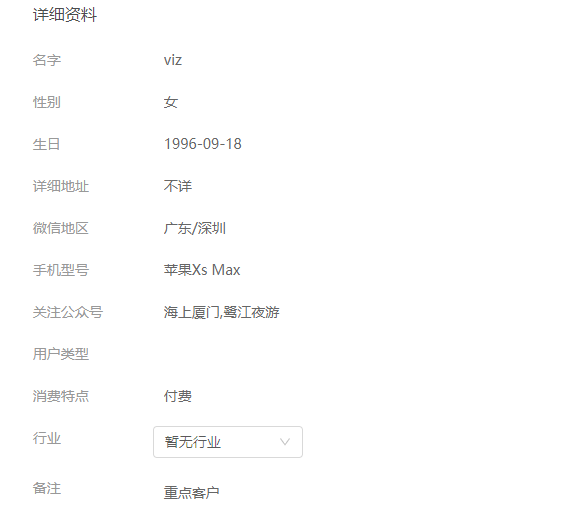 详细资料
名字 viz
性别 女
生日 1996-09-18
详细地址 不详
微信地区 广东/深圳
手机型号 苹果Xs Max
关注公众号 海上厦门,鹭江夜游
用户类型
消费特点 付费
行业 暂无行业
备注 重点客户